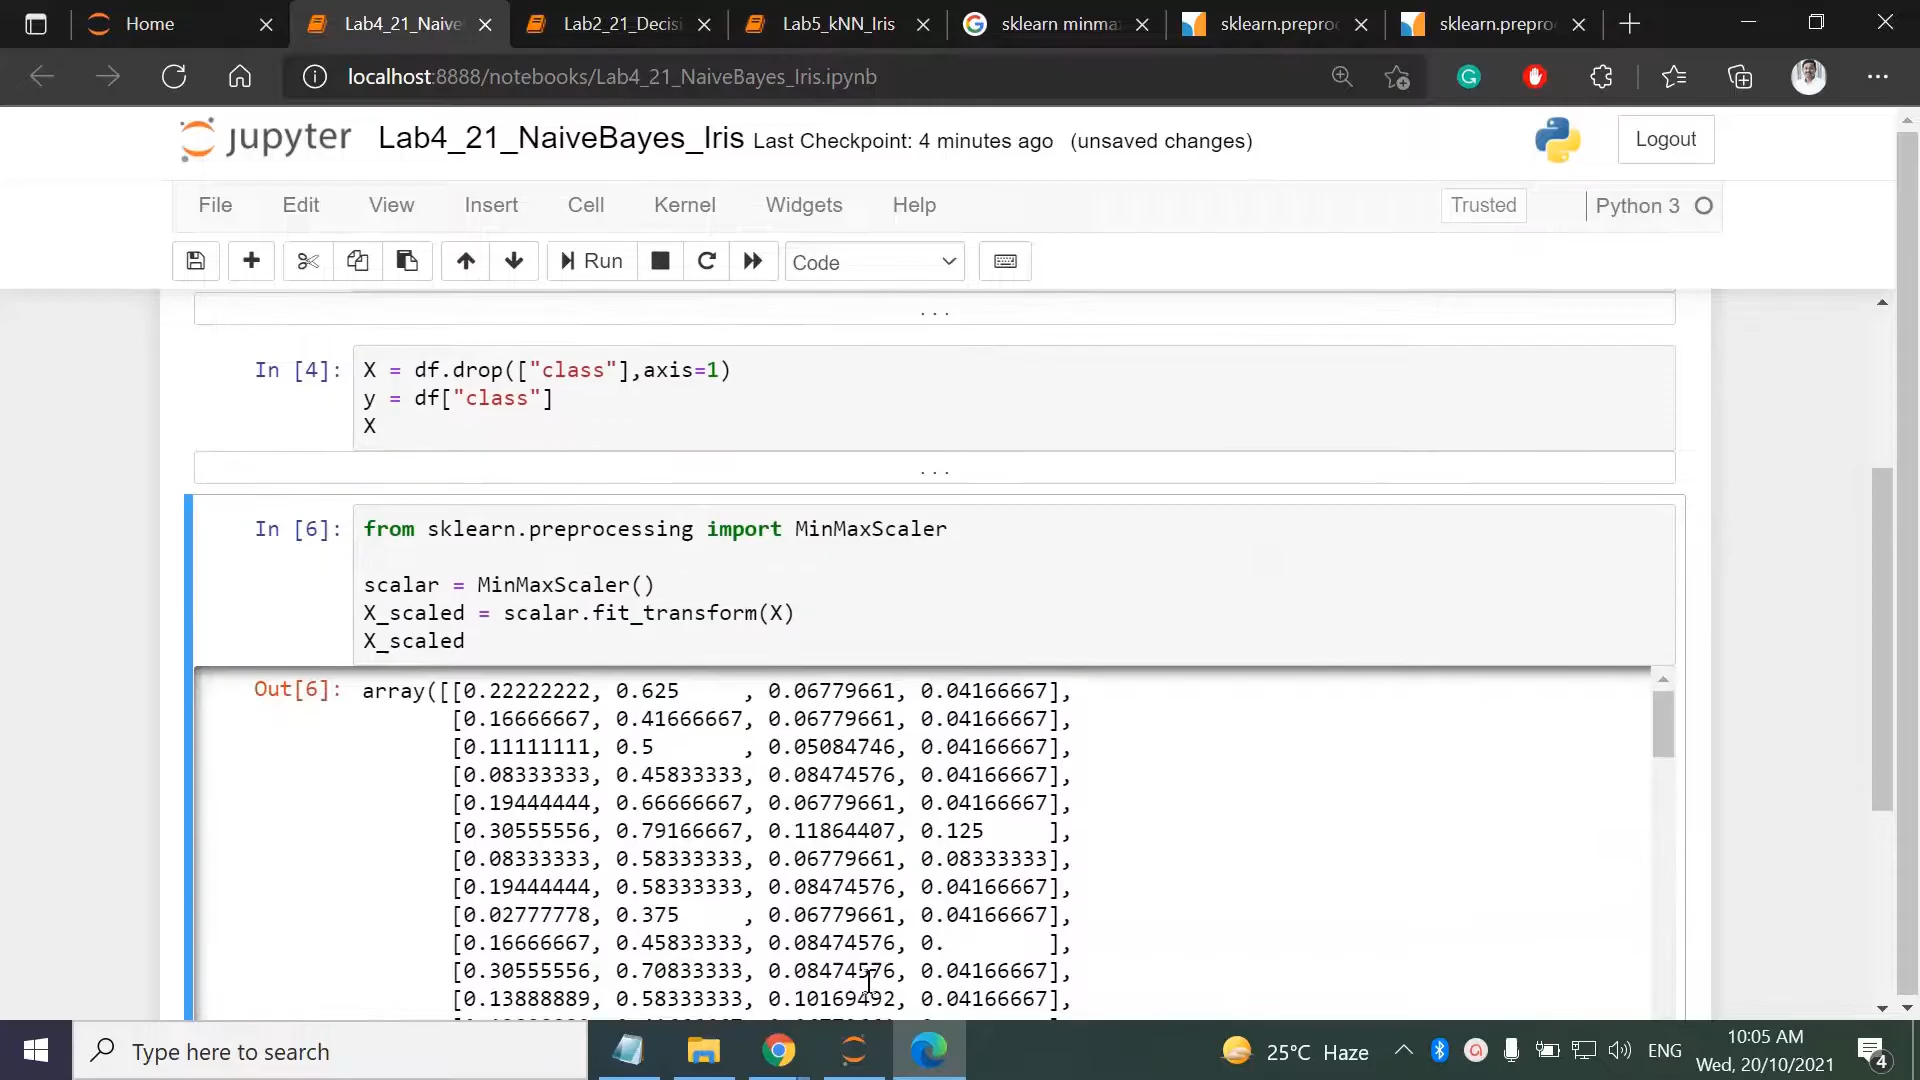 Home
Lab4_21_Naive
Lab2_21_Decisi
Lab5_kNN_Iris
sklearn minma
sklearn.prepro
sklearn.prepro
localhost:8888/notebooks/Lab4_21_NaiveBayes_Iris.ipynb
jupyter Lab4_21_NaiveBayes_Iris Last Checkpoint: 4 minutes ago (unsaved changes)
Logout
File Edit View Insert Cell Kernel Widgets Help
Trusted
Python 3
Run
Code
...
In [4]: X = df.drop(["class"],axis=1)
y = df["class"]
X
...
In [6]: from sklearn.preprocessing import MinMaxScaler
scalar = MinMaxScaler()
X_scaled = scalar.fit_transform(X)
X_scaled
Out[6]: array([[0.22222222, 0.625     , 0.06779661, 0.04166667],
[0.16666667, 0.41666667, 0.06779661, 0.04166667],
[0.11111111, 0.5       , 0.05084746, 0.04166667],
[0.08333333, 0.45833333, 0.08474576, 0.04166667],
[0.19444444, 0.66666667, 0.06779661, 0.04166667],
[0.30555556, 0.79166667, 0.11864407, 0.125     ],
[0.08333333, 0.58333333, 0.06779661, 0.08333333],
[0.19444444, 0.58333333, 0.08474576, 0.04166667],
[0.02777778, 0.375     , 0.06779661, 0.04166667],
[0.16666667, 0.45833333, 0.08474576, 0.        ],
[0.30555556, 0.70833333, 0.08474576, 0.04166667],
[0.13888889, 0.58333333, 0.10169492, 0.04166667],
Type here to search
25°C Haze
ENG
10:05 AM
Wed, 20/10/2021
4